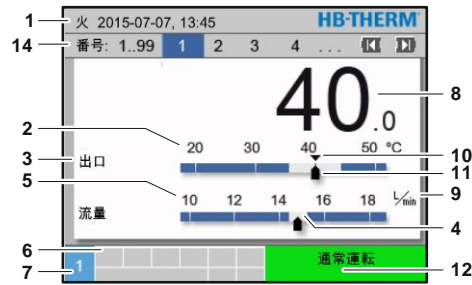 1 火 2015-07-07, 13:45 HB-THERM
14 番号: 1..99 1 2 3 4 ...
40.0 8
2 20 30 40 50 °C
10
3 出口
11
5 10 12 14 16 18 L/min 9
流量
4
6
7 1 通常運転 12